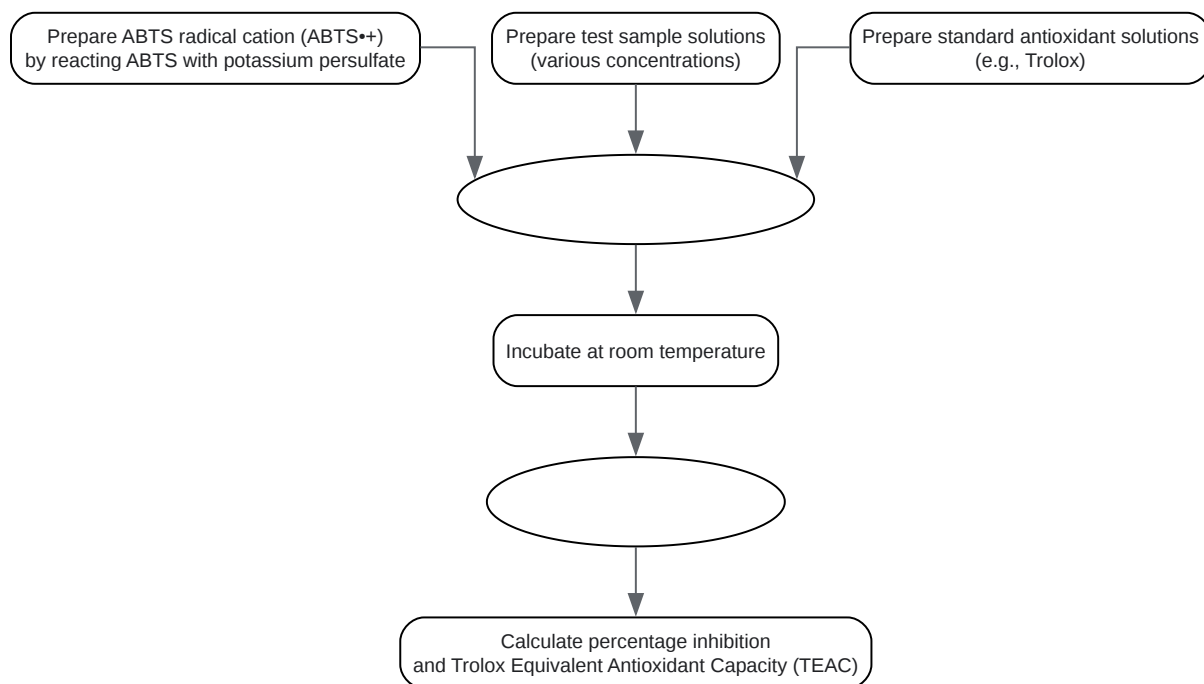 Prepare ABTS radical cation (ABTS•+)
by reacting ABTS with potassium persulfate
Prepare test sample solutions
(various concentrations)
Prepare standard antioxidant solutions
(e.g., Trolox)
Incubate at room temperature
Calculate percentage inhibition
and Trolox Equivalent Antioxidant Capacity (TEAC)